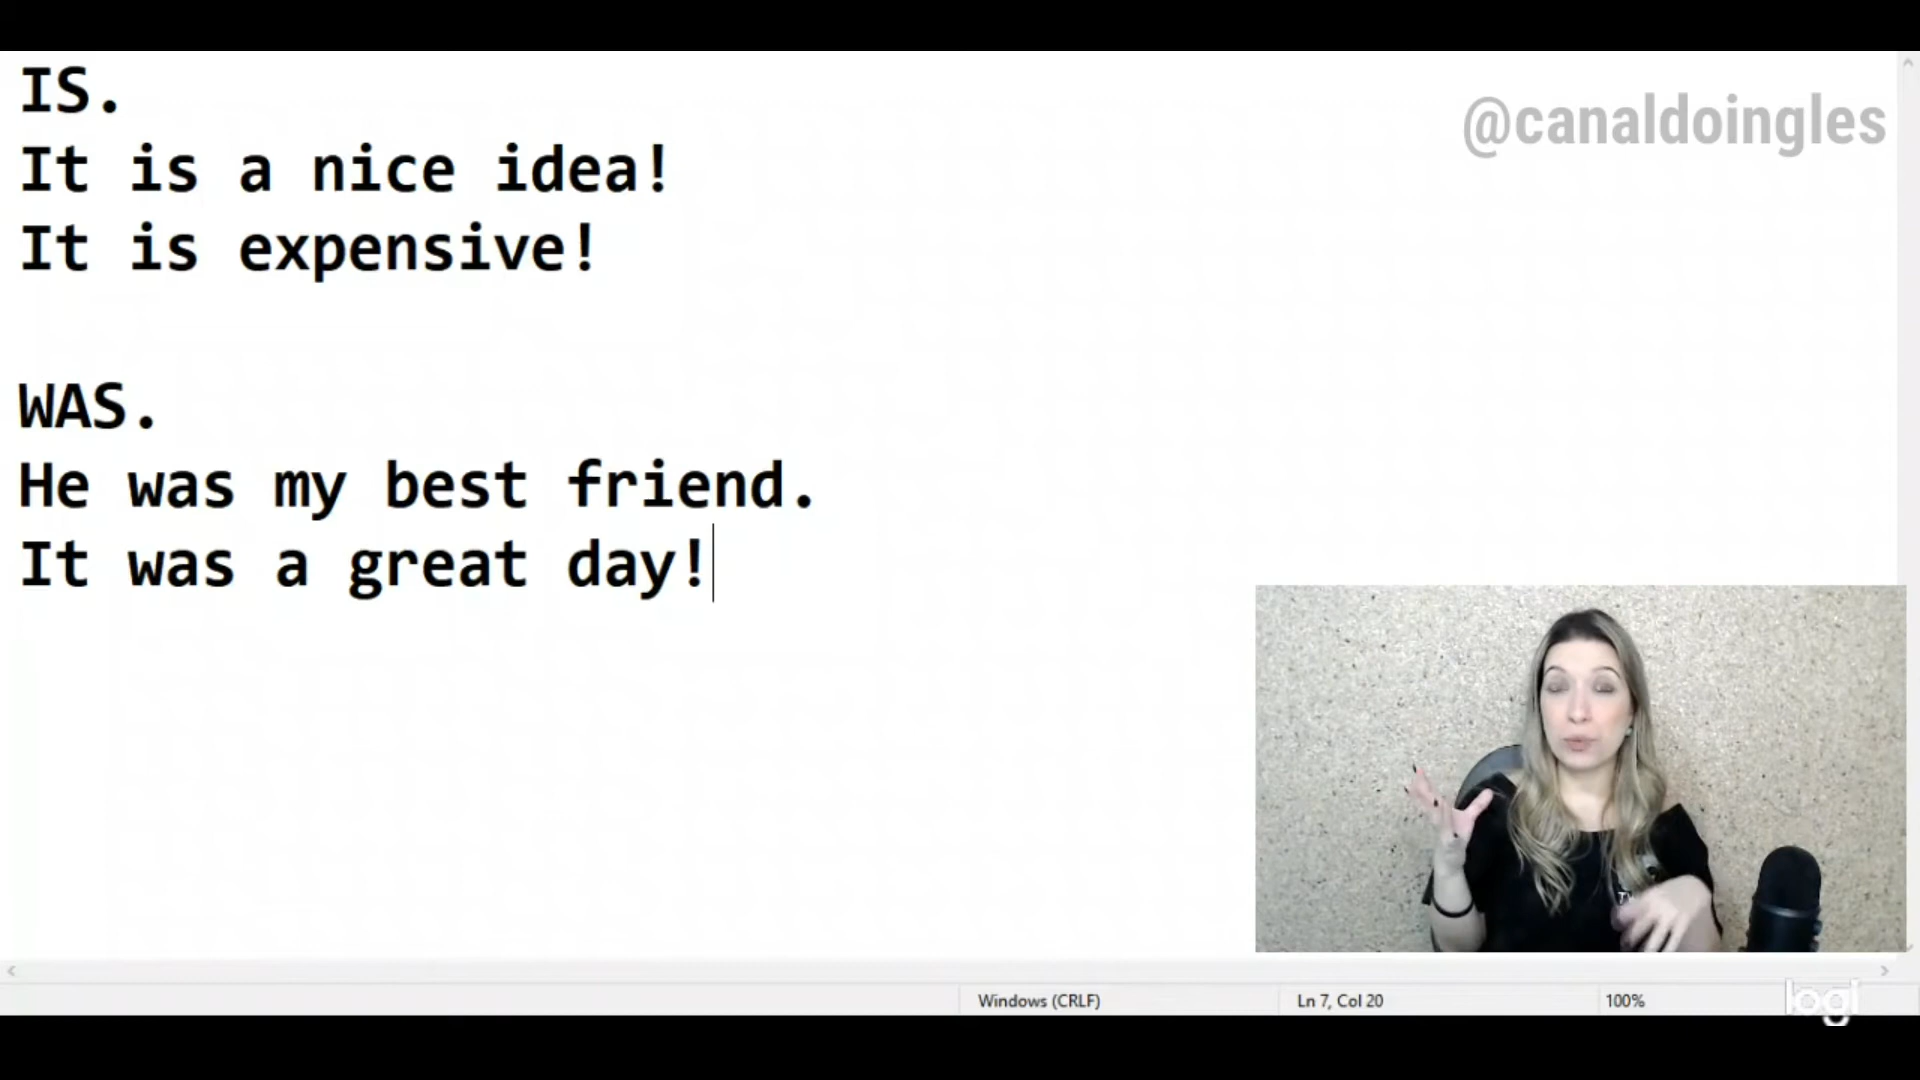 IS.
@canaldoingles
It is a nice idea!
It is expensive!
WAS.
He was my best friend.
It was a great day!
Windows (CRLF)
Ln 7, Col 20
100%
logi